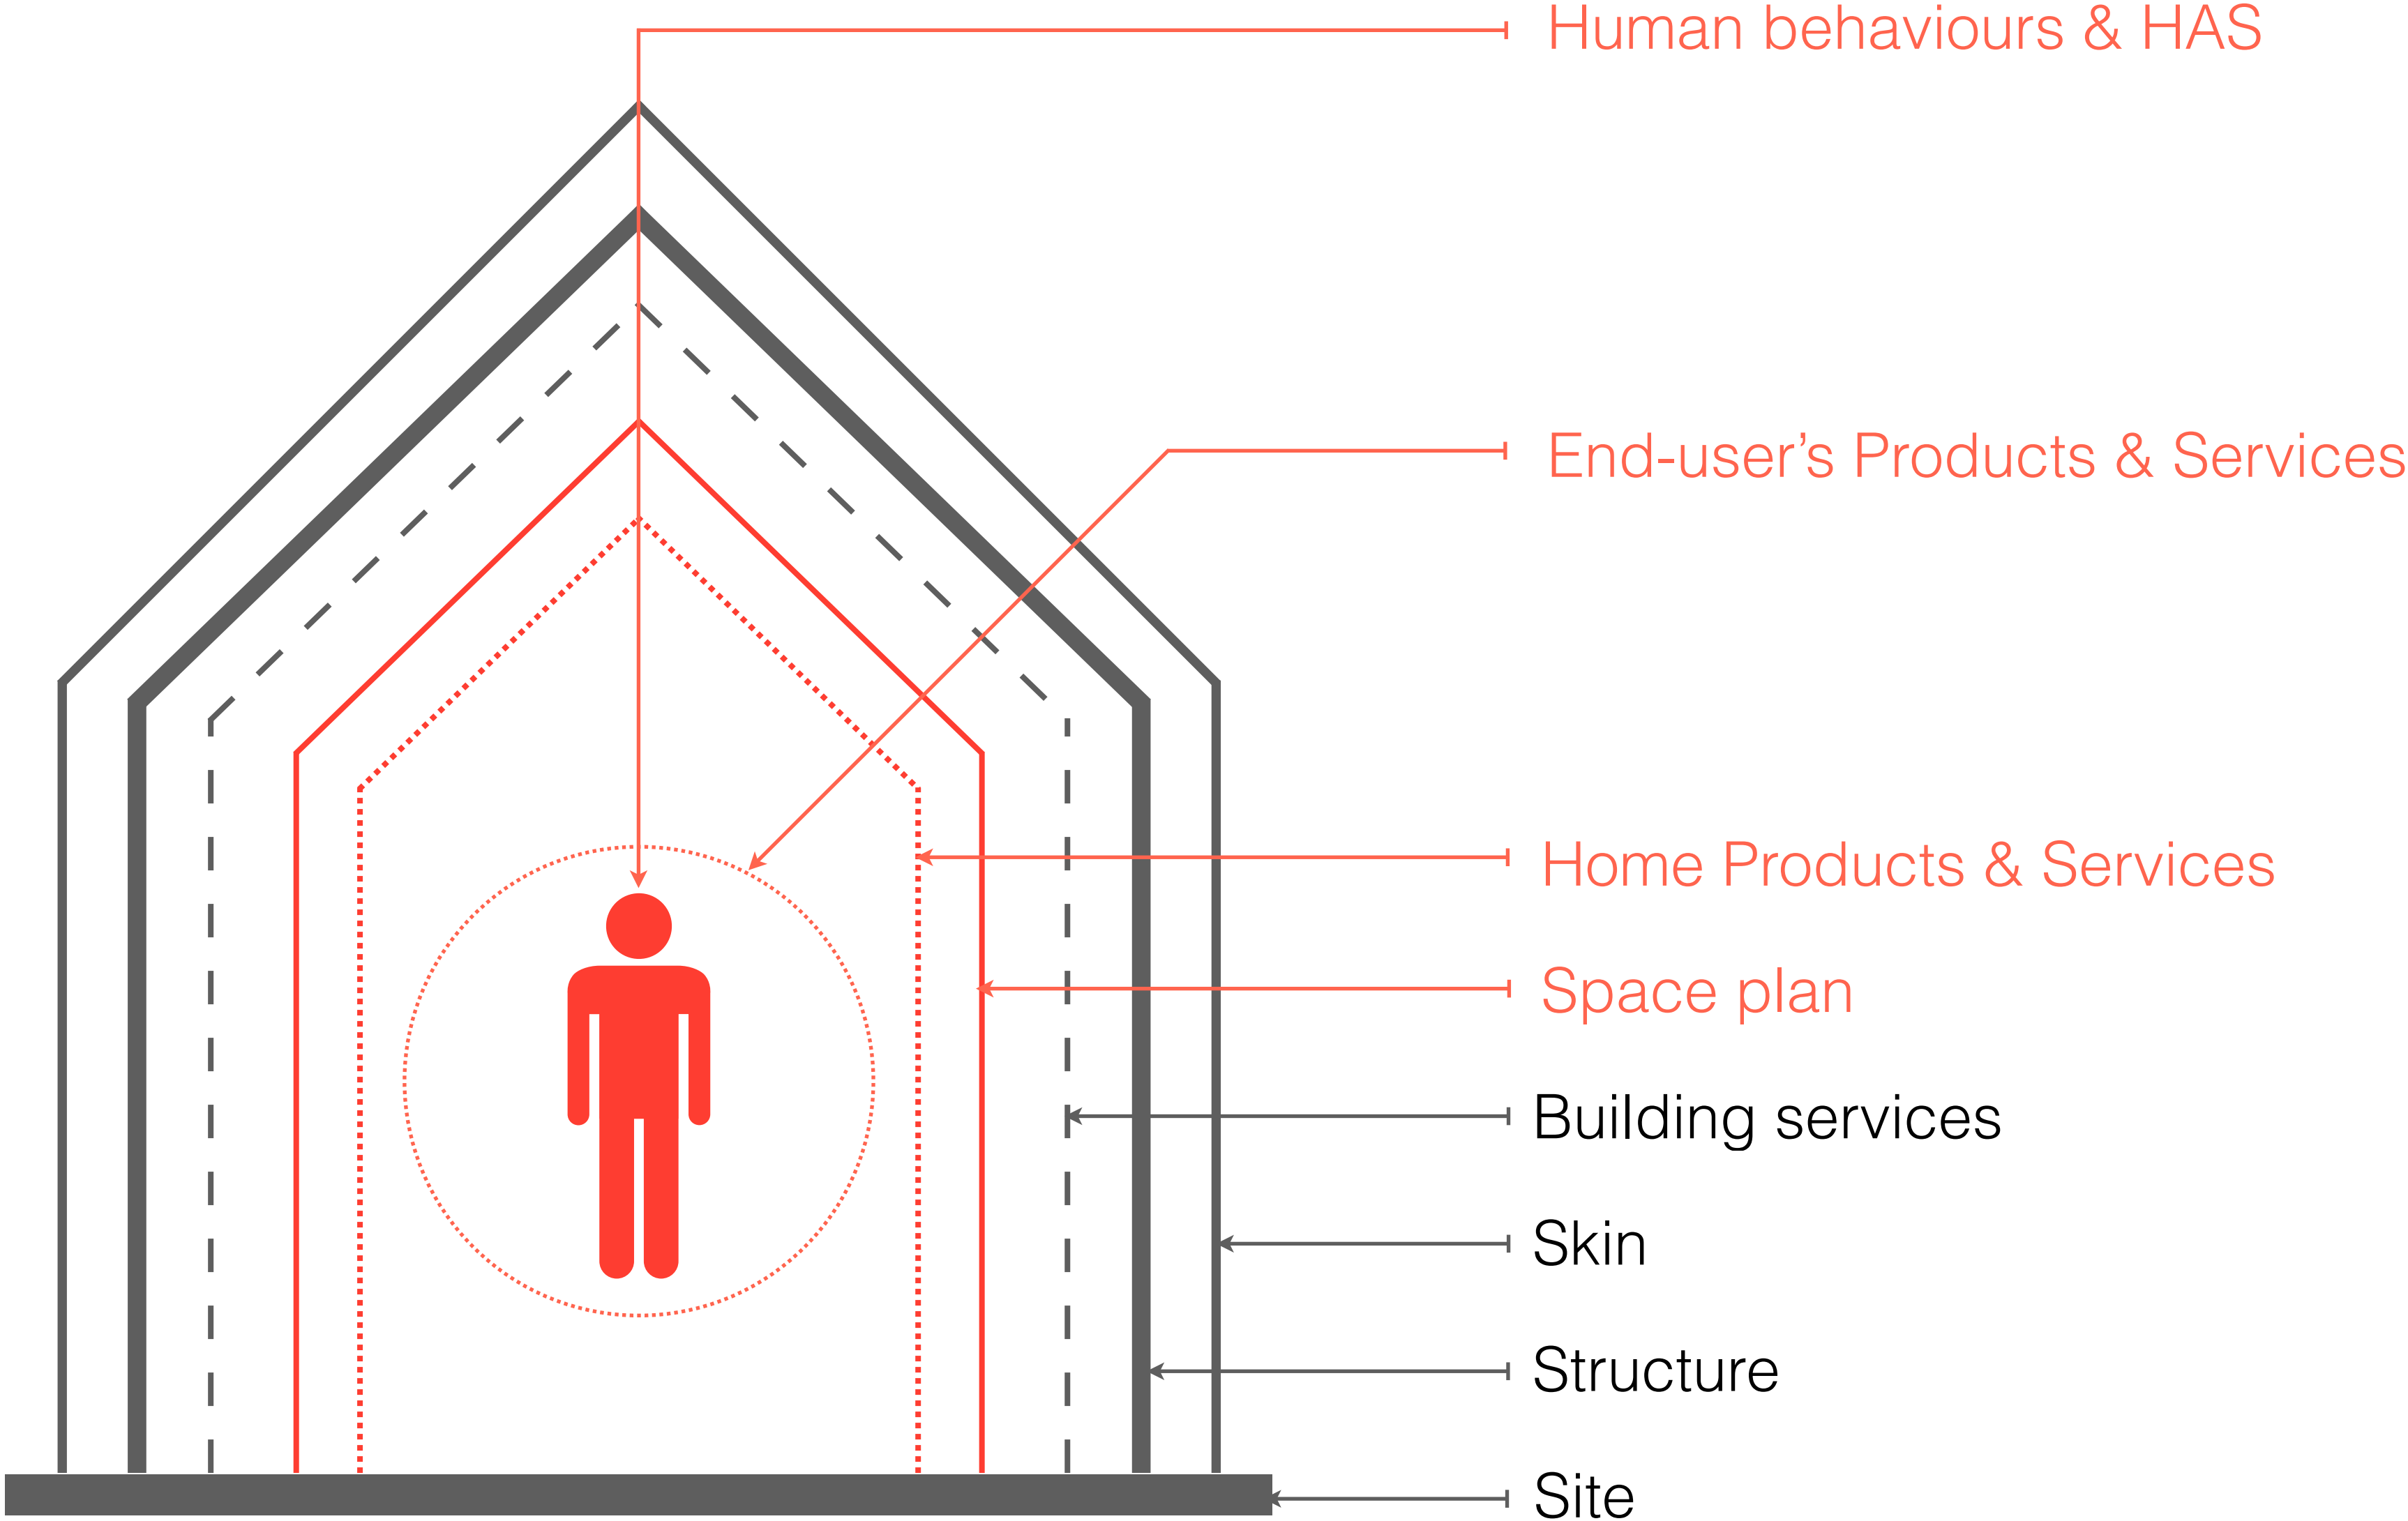 Human behaviours & HAS
End-user’s Products & Services
Home Products & Services
Space plan
Building services
Skin
Structure
Site